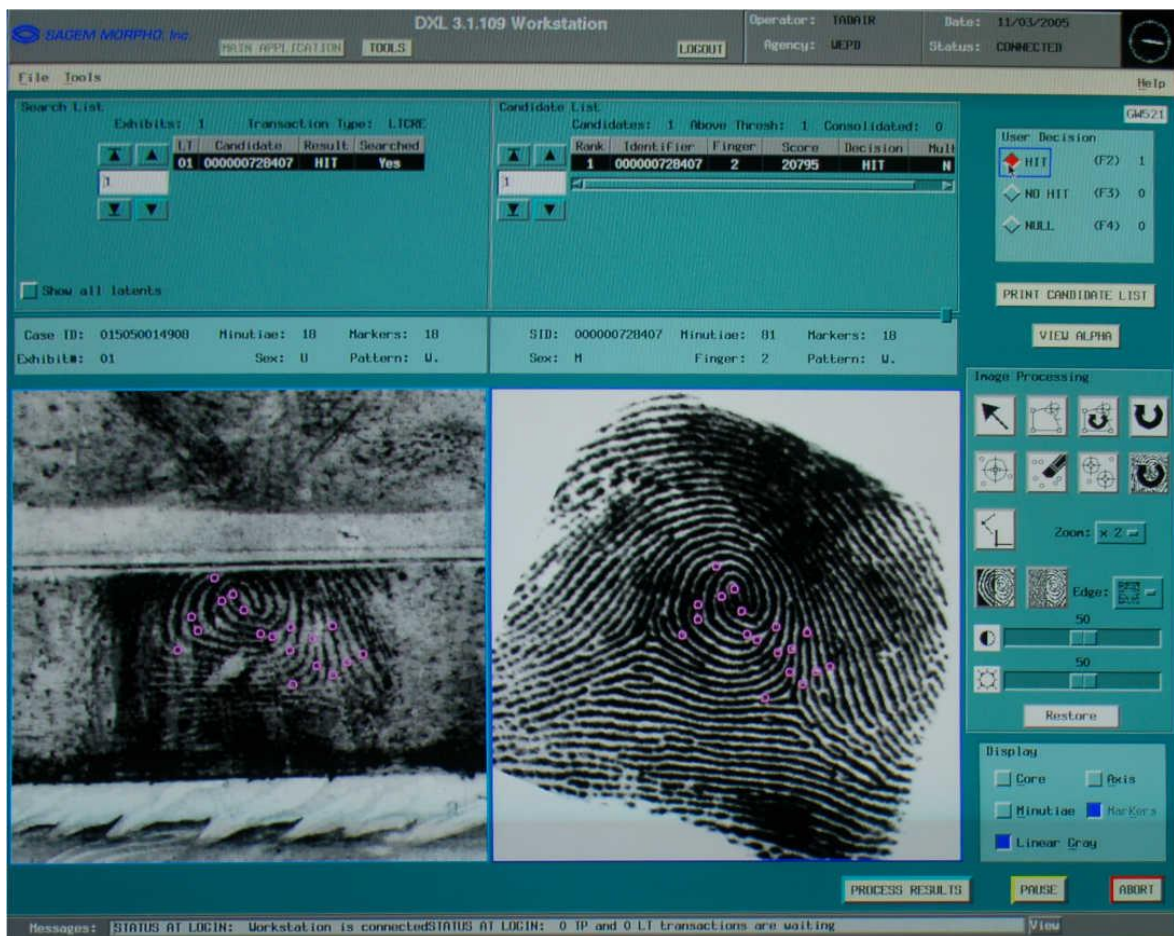 SAGEM MORPHO, Inc.
DXL 3.1.109 Workstation
MAIN APPLICATION TOOLS LOGOUT
Operator: TADAIR Date: 11/03/2005
Agency: WEPD Status: CONNECTED
File Tools Help
GWS21
Search List
Exhibits: 1 Transaction Type: LTCRE
LT Candidate Result Searched
01 000000728407 HIT Yes
1
Show all latents
Candidate List
Candidates: 1 Above Thresh: 1 Consolidated: 0
Rank Identifier Finger Score Decision Mult
1 000000728407 2 20795 HIT N
1
User Decision
HIT (F2) 1
NO HIT (F3) 0
NULL (F4) 0
PRINT CANDIDATE LIST
VIEW ALPHA
Case ID: 015050014908 Minutiae: 18 Markers: 18
Exhibit#: 01 Sex: U Pattern: W.
SID: 000000728407 Minutiae: 81 Markers: 18
Sex: M Finger: 2 Pattern: W.
Image Processing
Zoom: x 2
Edge:
50
50
Restore
Display
Core Axis
Minutiae Markers
Linear Gray
PROCESS RESULTS PAUSE ABORT
Messages: STATUS AT LOGIN: Workstation is connectedSTATUS AT LOGIN: 0 TP and 0 LT transactions are waiting View